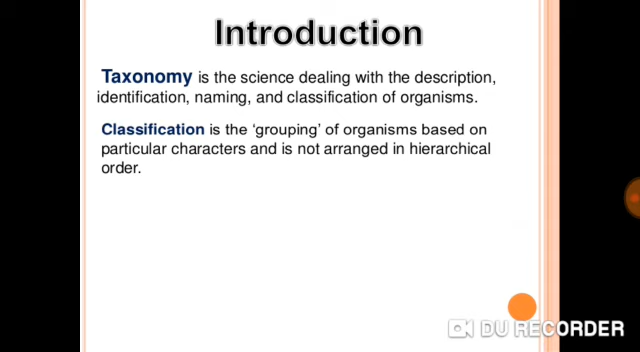 Introduction
Taxonomy is the science dealing with the description,
identification, naming, and classification of organisms.
Classification is the ‘grouping’ of organisms based on
particular characters and is not arranged in hierarchical
order.
DU RECORDER